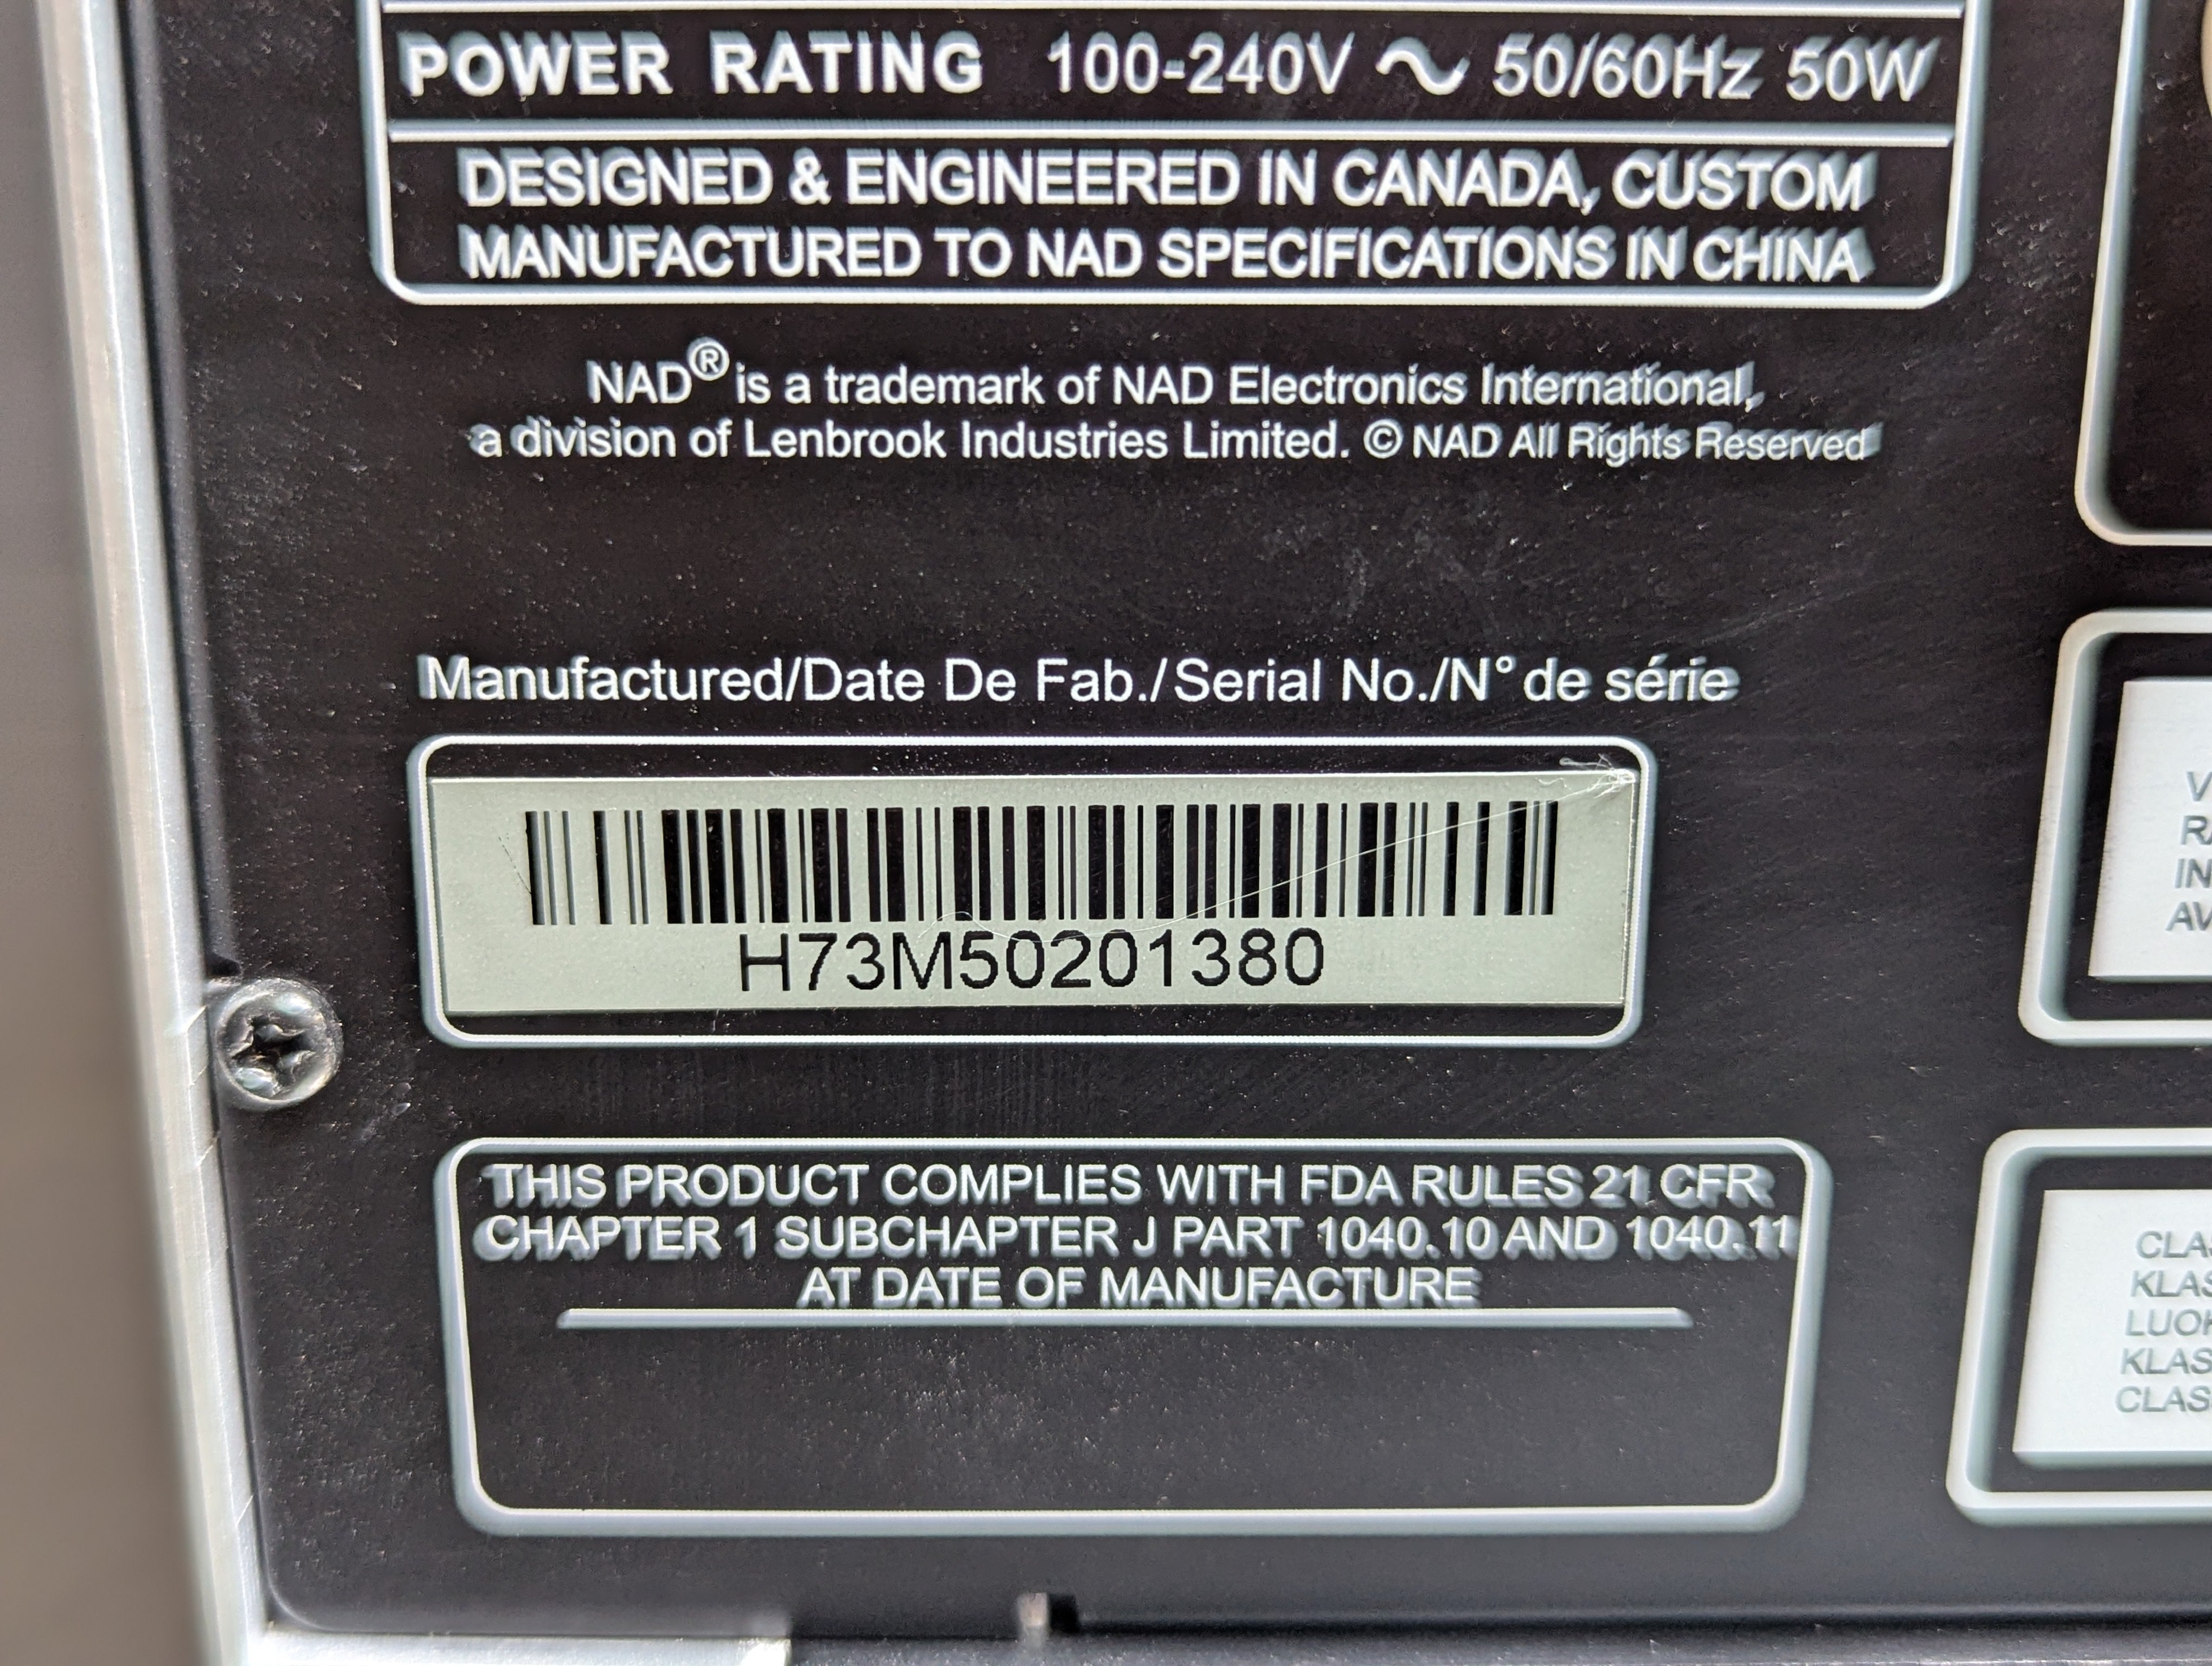 POWER RATING 100-240V ~ 50/60Hz 50W
DESIGNED & ENGINEERED IN CANADA, CUSTOM
MANUFACTURED TO NAD SPECIFICATIONS IN CHINA
NAD® is a trademark of NAD Electronics International,
a division of Lenbrook Industries Limited. © NAD All Rights Reserved
Manufactured/Date De Fab./Serial No./N° de série
H73M50201380
THIS PRODUCT COMPLIES WITH FDA RULES 21 CFR
CHAPTER 1 SUBCHAPTER J PART 1040.10 AND 1040.11
AT DATE OF MANUFACTURE